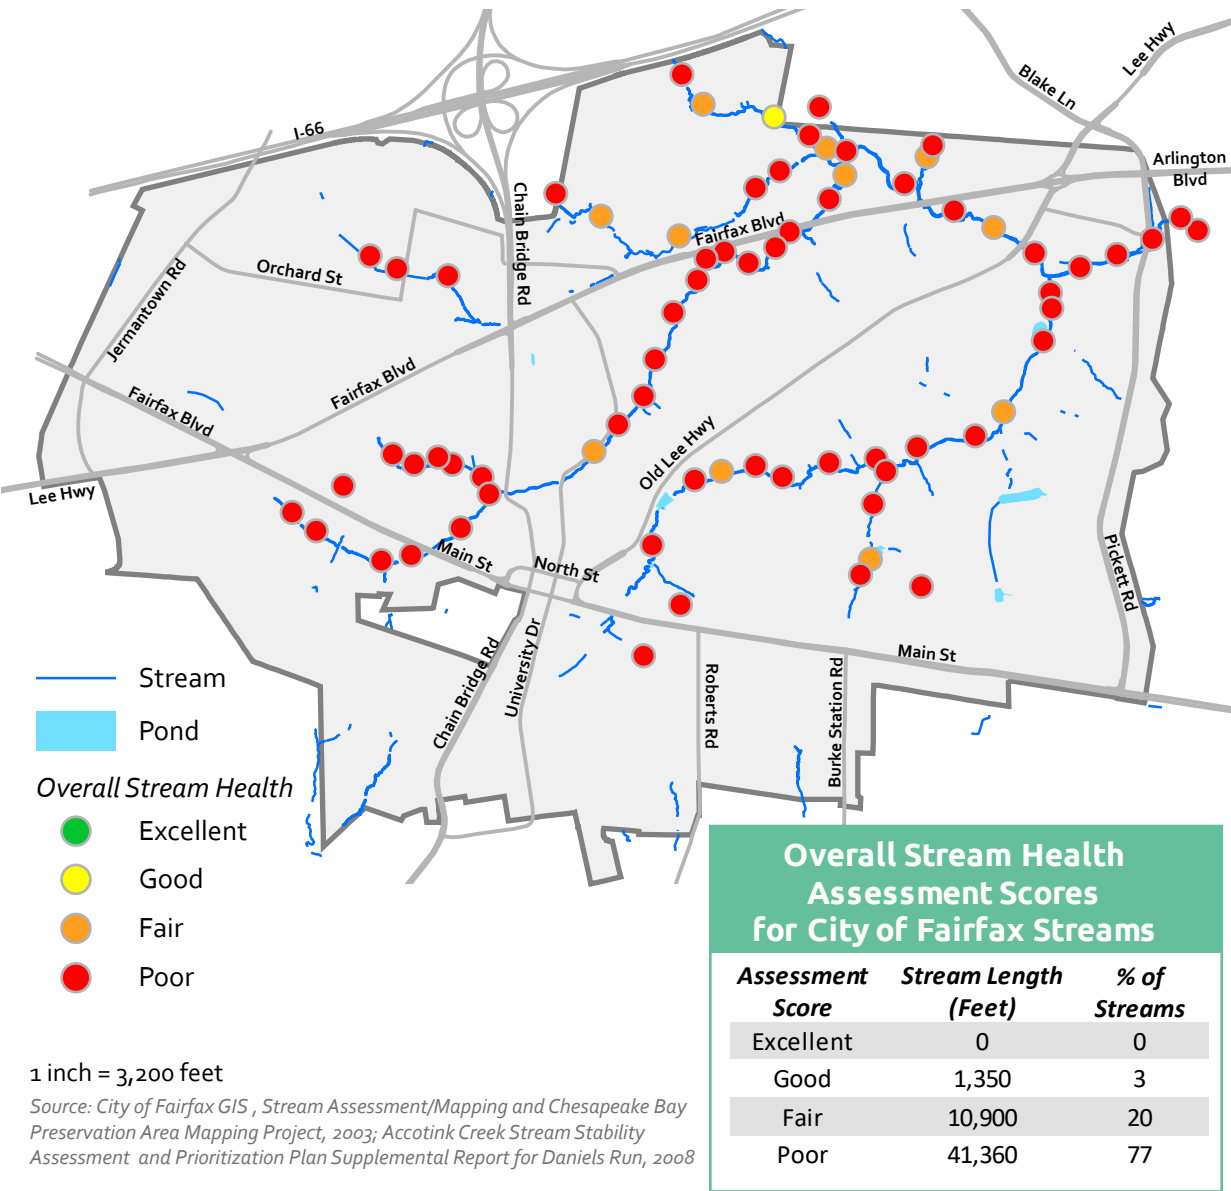 Blake Ln
Lee Hwy
I-66
Arlington
Blvd
Chain Bridge Rd
Fairfax Blvd
Orchard St
Jermantown Rd
Fairfax Blvd
Fairfax Blvd
Old Lee Hwy
Lee Hwy
Main St
North St
Pickett Rd
Main St
Chain Bridge Rd
University Dr
Roberts Rd
Burke Station Rd
Stream
Pond
Overall Stream Health
Excellent
Good
Fair
Poor
Overall Stream Health
Assessment Scores
for City of Fairfax Streams
Assessment Stream Length % of
Score (Feet) Streams
Excellent 0 0
Good 1,350 3
Fair 10,900 20
Poor 41,360 77
1 inch = 3,200 feet
Source: City of Fairfax GIS , Stream Assessment/Mapping and Chesapeake Bay
Preservation Area Mapping Project, 2003; Accotink Creek Stream Stability
Assessment and Prioritization Plan Supplemental Report for Daniels Run, 2008